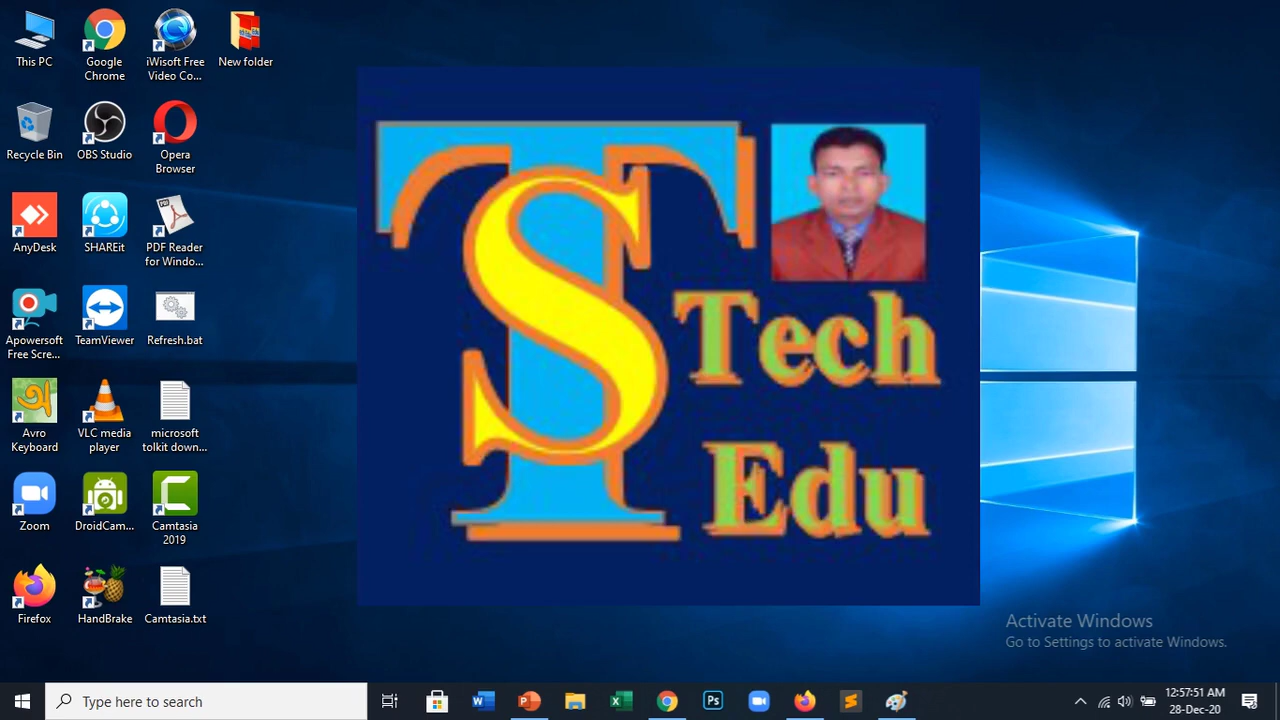 This PC
Google
Chrome
iWisoft Free
Video Co...
New folder
Recycle Bin
OBS Studio
Opera
Browser
AnyDesk
SHAREit
PDF Reader
for Windo...
Apowersoft
Free Scre...
TeamViewer
Refresh.bat
Avro
Keyboard
VLC media
player
microsoft
tolkit down...
Zoom
DroidCam...
Camtasia
2019
Firefox
HandBrake
Camtasia.txt
TS
Tech
Edu
Activate Windows
Go to Settings to activate Windows.
Type here to search
12:57:51 AM
28-Dec-20